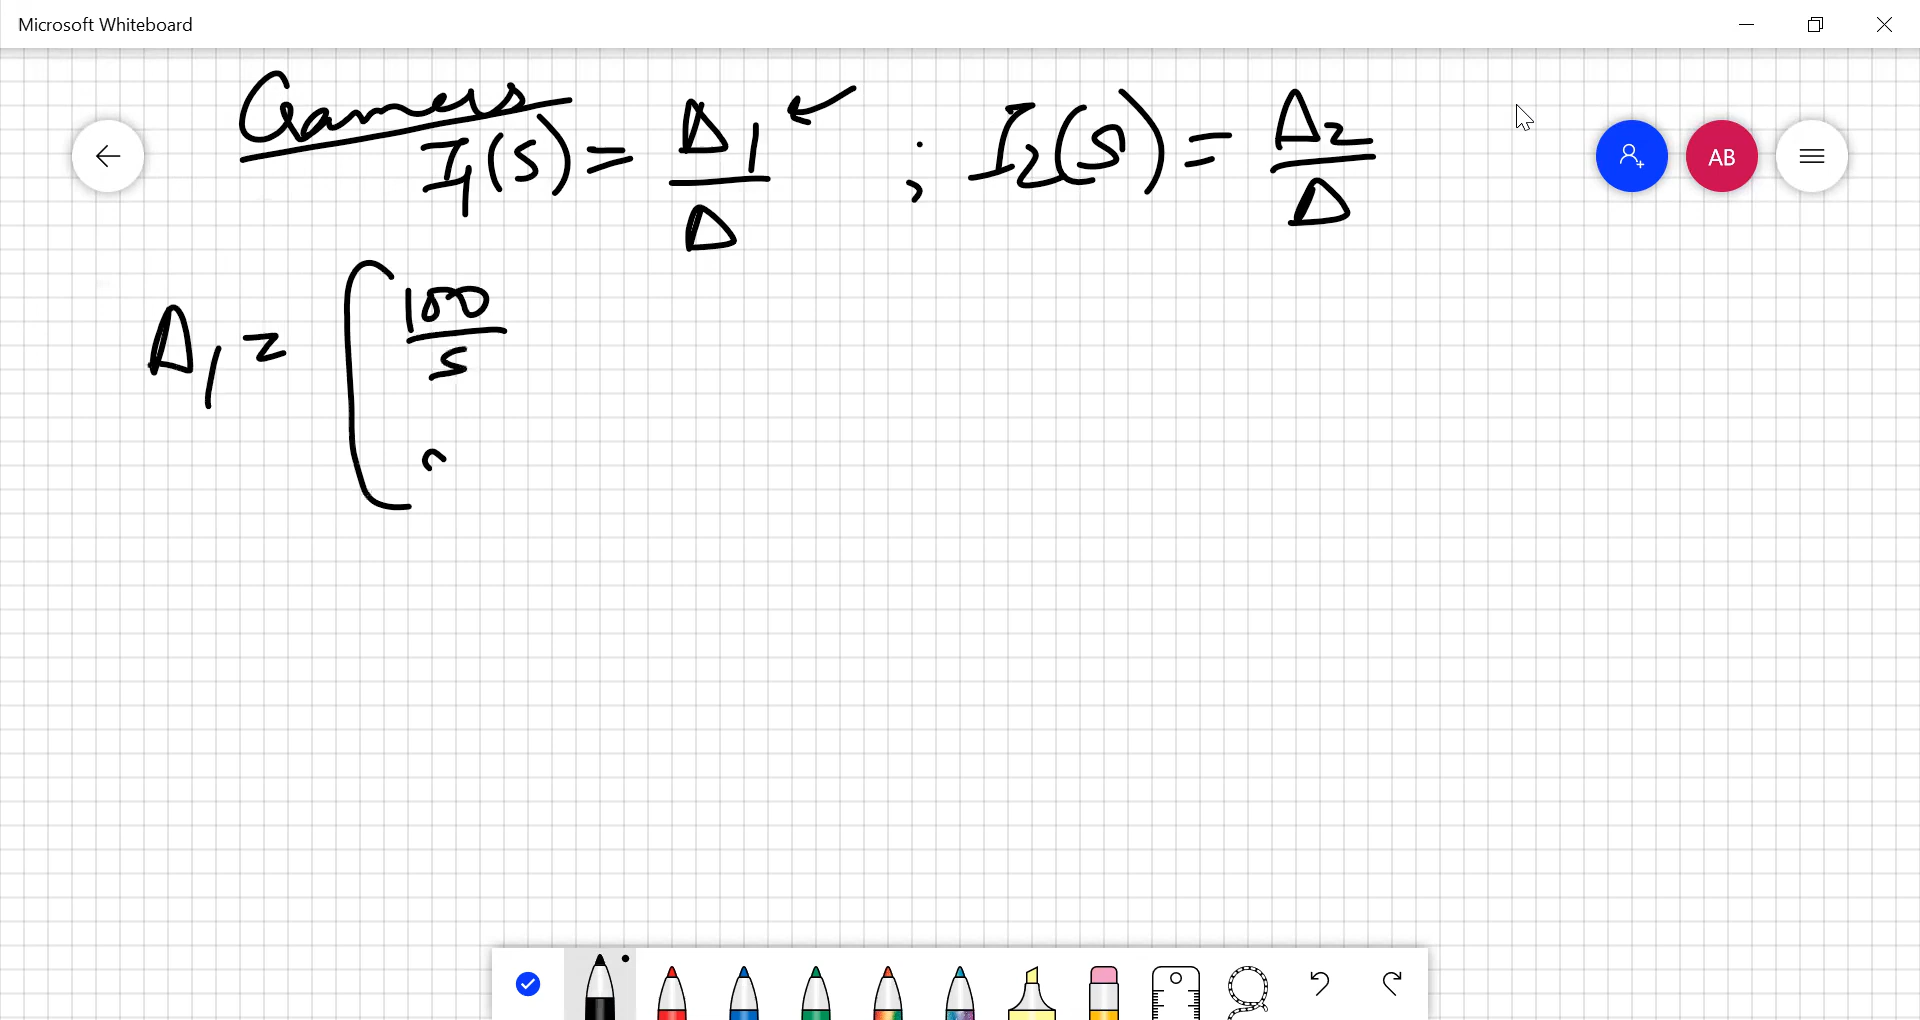 Microsoft Whiteboard
Cramers
I₁(s) = Δ₁/Δ ; I₂(s) = Δ₂/Δ
AB
Δ₁ = [ 100/s